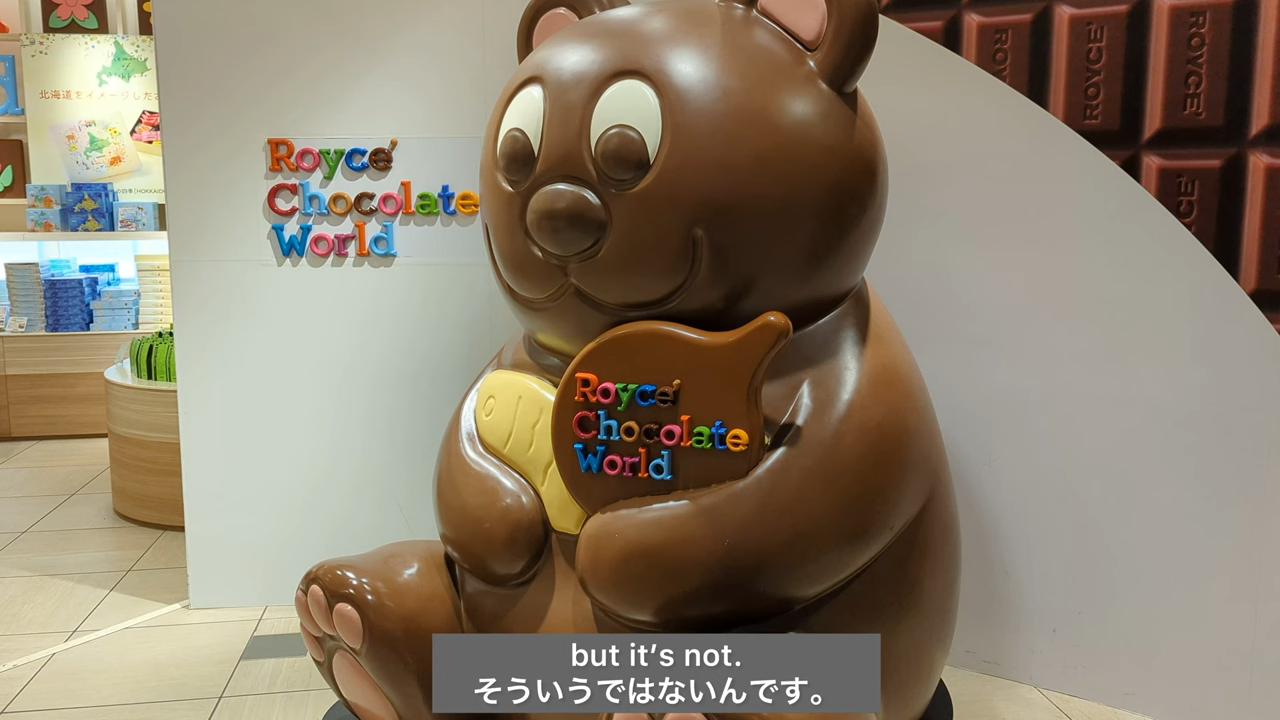 北海道をイメージした
Royce'
Chocolate
World
ROYCE'
ROYCE'
ROYCE'
Royce'
Chocolate
World
but it's not.
そういうではないんです。